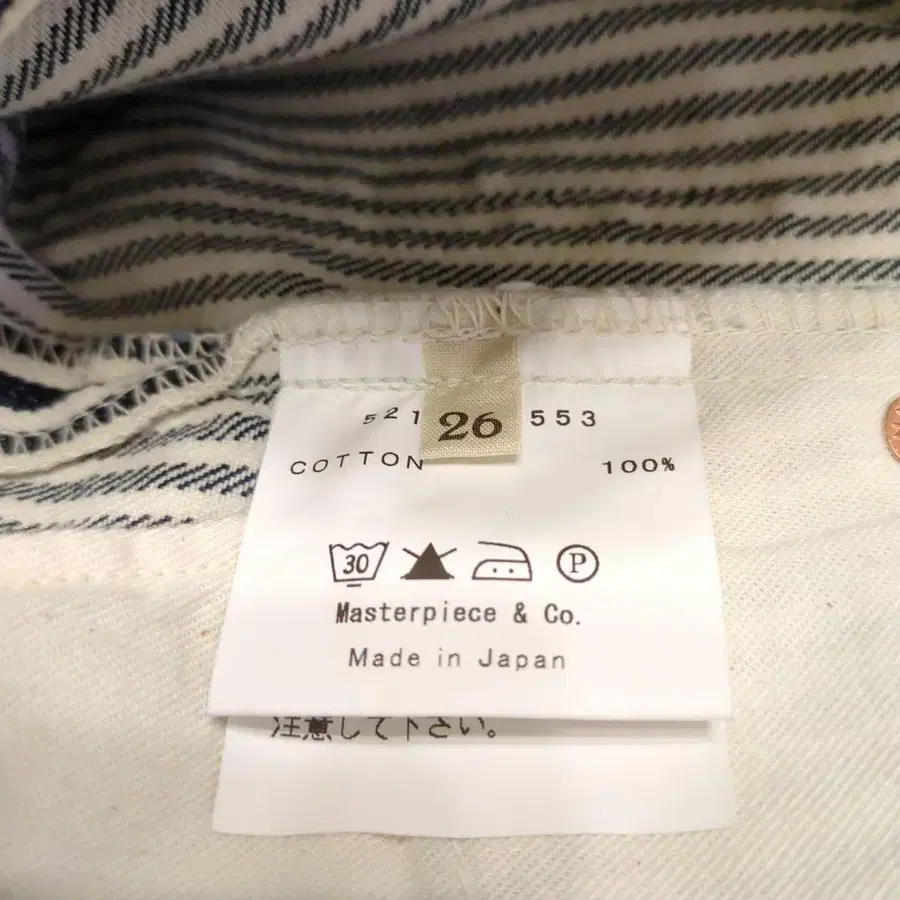 521 26 553
COTTON 100%
30 P
Masterpiece & Co.
Made in Japan
注意して下さい。